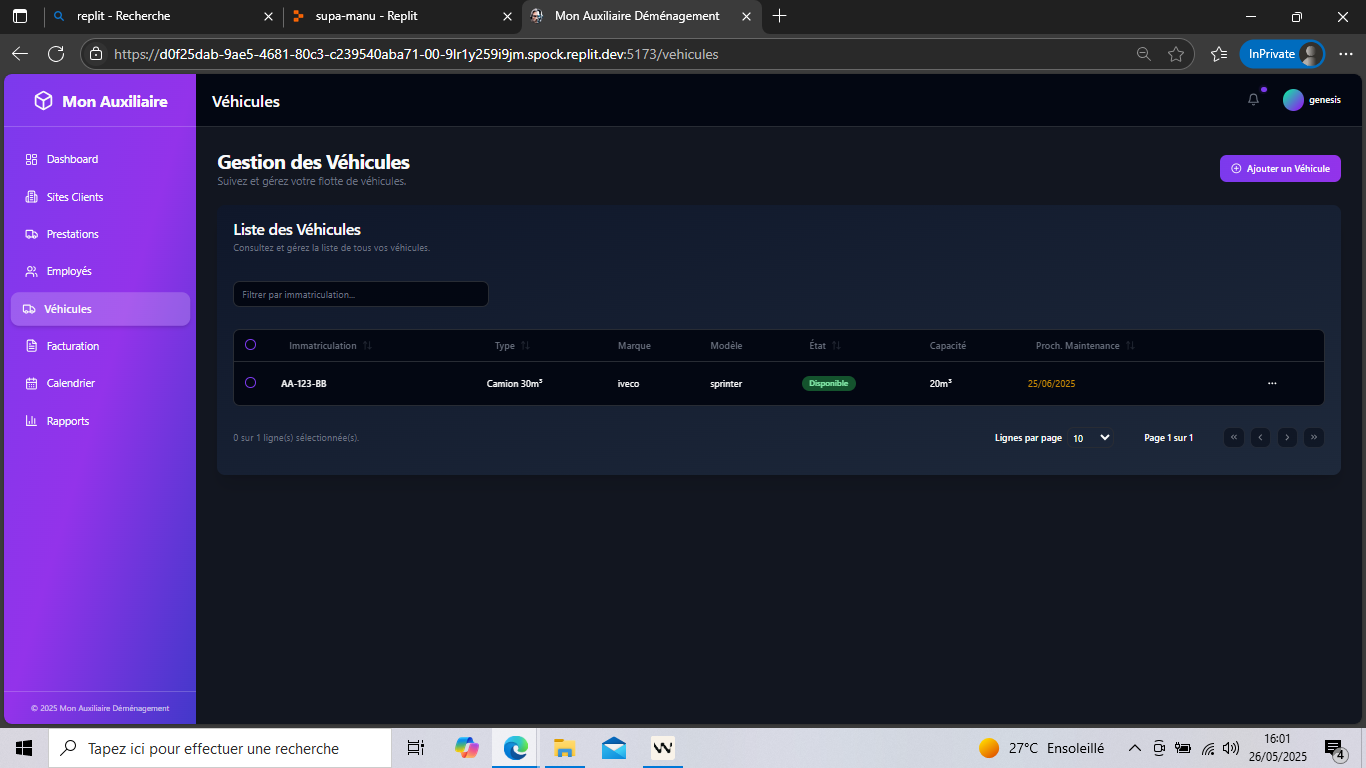 replit - Recherche
supa-manu - Replit
Mon Auxiliaire Déménagement
https://d0f25dab-9ae5-4681-80c3-c239540aba71-00-9lr1y259i9jm.spock.replit.dev:5173/vehicules
InPrivate
Mon Auxiliaire
Véhicules
genesis
Dashboard
Sites Clients
Prestations
Employés
Véhicules
Facturation
Calendrier
Rapports
© 2025 Mon Auxiliaire Déménagement
Gestion des Véhicules
Suivez et gérez votre flotte de véhicules.
Ajouter un Véhicule
Liste des Véhicules
Consultez et gérez la liste de tous vos véhicules.
Filtrer par immatriculation...
Immatriculation Type Marque Modèle État Capacité Proch. Maintenance
AA-123-BB Camion 30m³ iveco sprinter Disponible 20m³ 25/06/2025 ...
0 sur 1 ligne(s) sélectionnée(s).
Lignes par page 10 Page 1 sur 1 « ‹ › »
Tapez ici pour effectuer une recherche
27°C Ensoleillé
16:01
26/05/2025
4